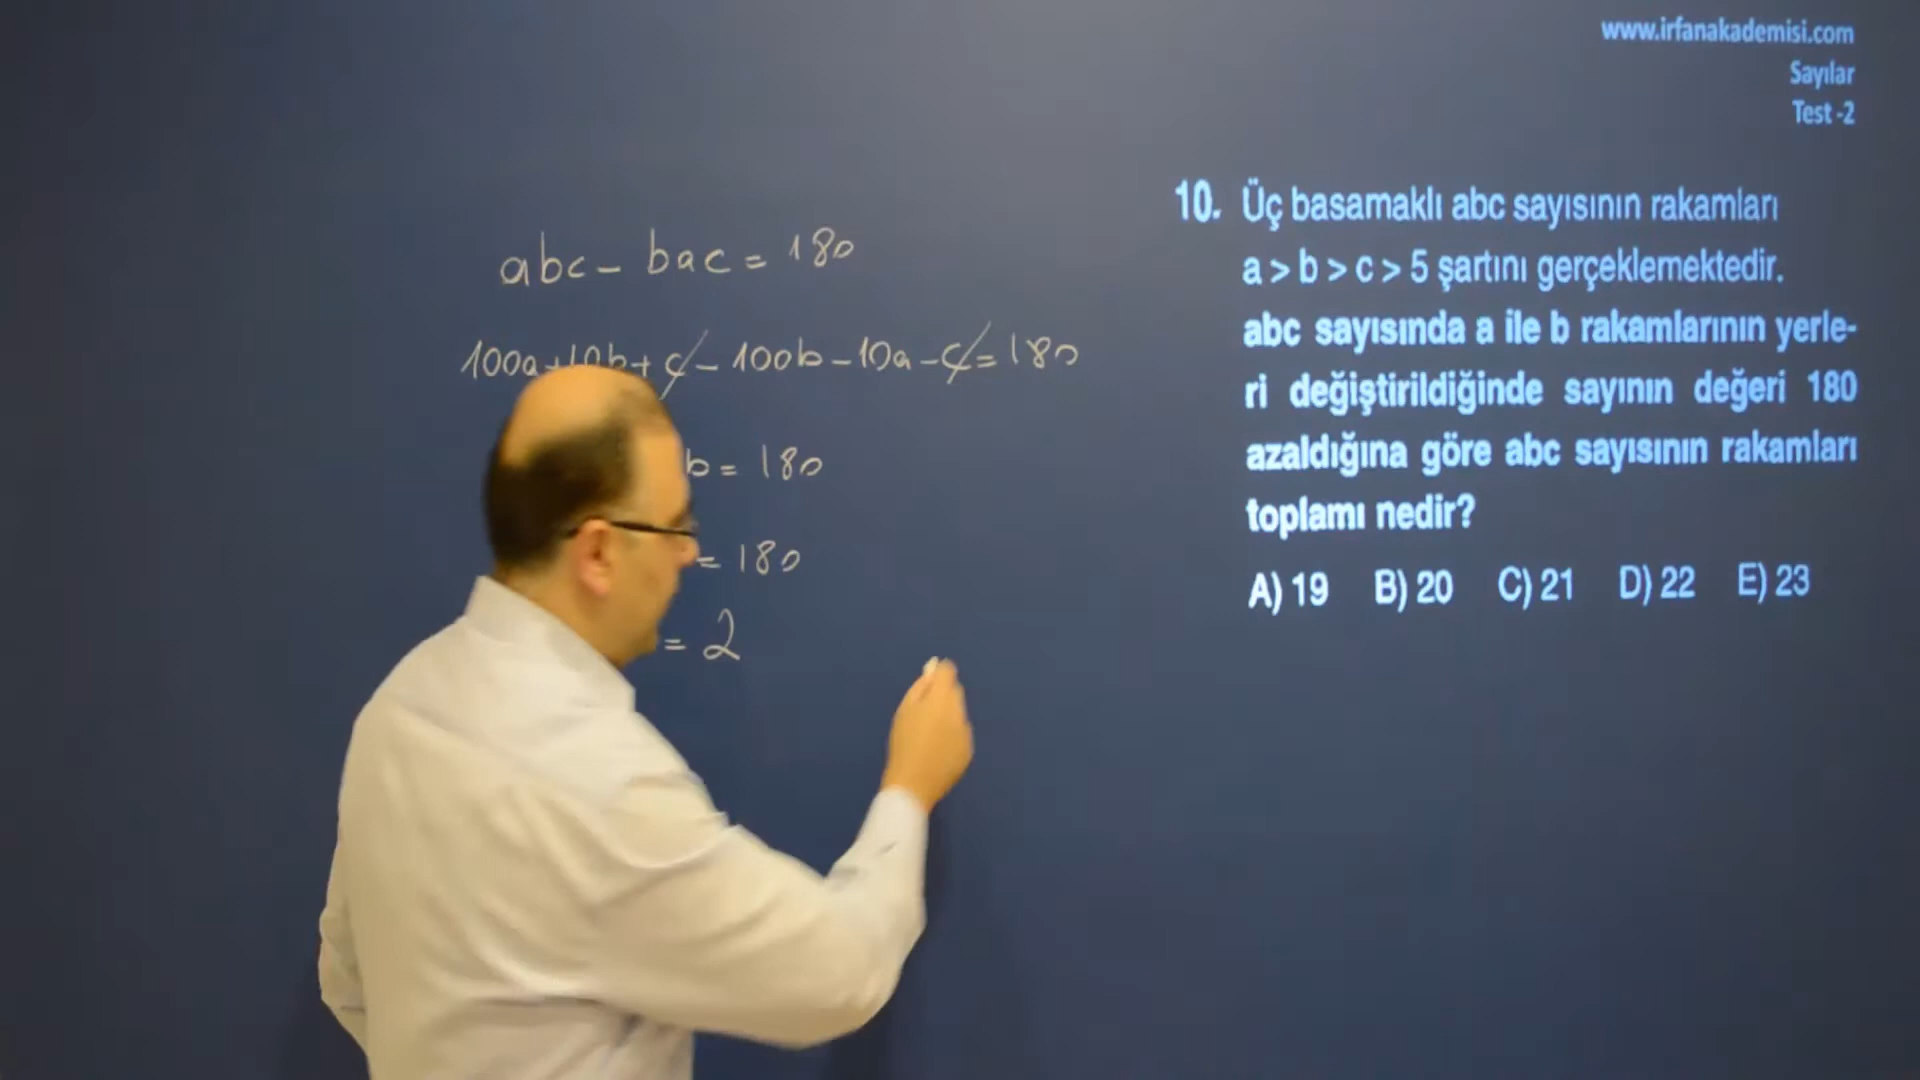 www.irfanakademisi.com
Sayılar
Test -2
10. Üç basamaklı abc sayısının rakamları
a > b > c > 5 şartını gerçeklemektedir.
abc sayısında a ile b rakamlarının yerle-
ri değiştirildiğinde sayının değeri 180
azaldığına göre abc sayısının rakamları
toplamı nedir?
A) 19 B) 20 C) 21 D) 22 E) 23
abc - bac = 180
100a + 10b + c - 100b - 10a - c = 180
b = 180
= 180
= 2